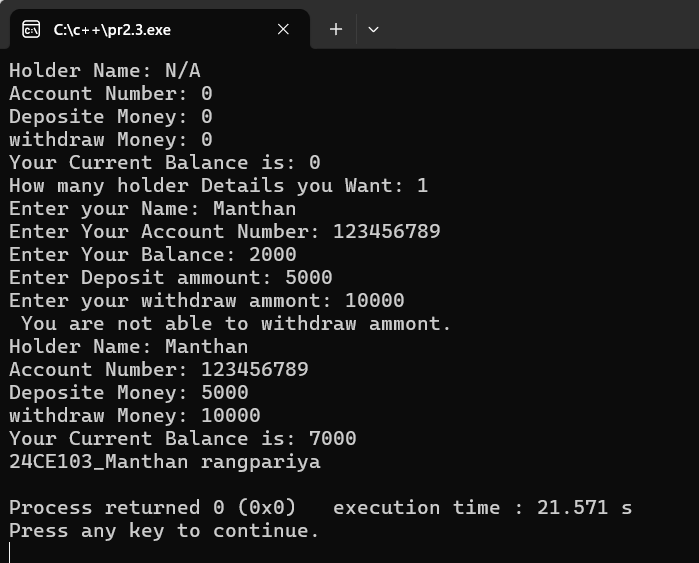 C:\c++\pr2.3.exe
Holder Name: N/A
Account Number: 0
Deposite Money: 0
withdraw Money: 0
Your Current Balance is: 0
How many holder Details you Want: 1
Enter your Name: Manthan
Enter Your Account Number: 123456789
Enter Your Balance: 2000
Enter Deposit ammount: 5000
Enter your withdraw ammont: 10000
 You are not able to withdraw ammont.
Holder Name: Manthan
Account Number: 123456789
Deposite Money: 5000
withdraw Money: 10000
Your Current Balance is: 7000
24CE103_Manthan rangpariya
Process returned 0 (0x0)   execution time : 21.571 s
Press any key to continue.